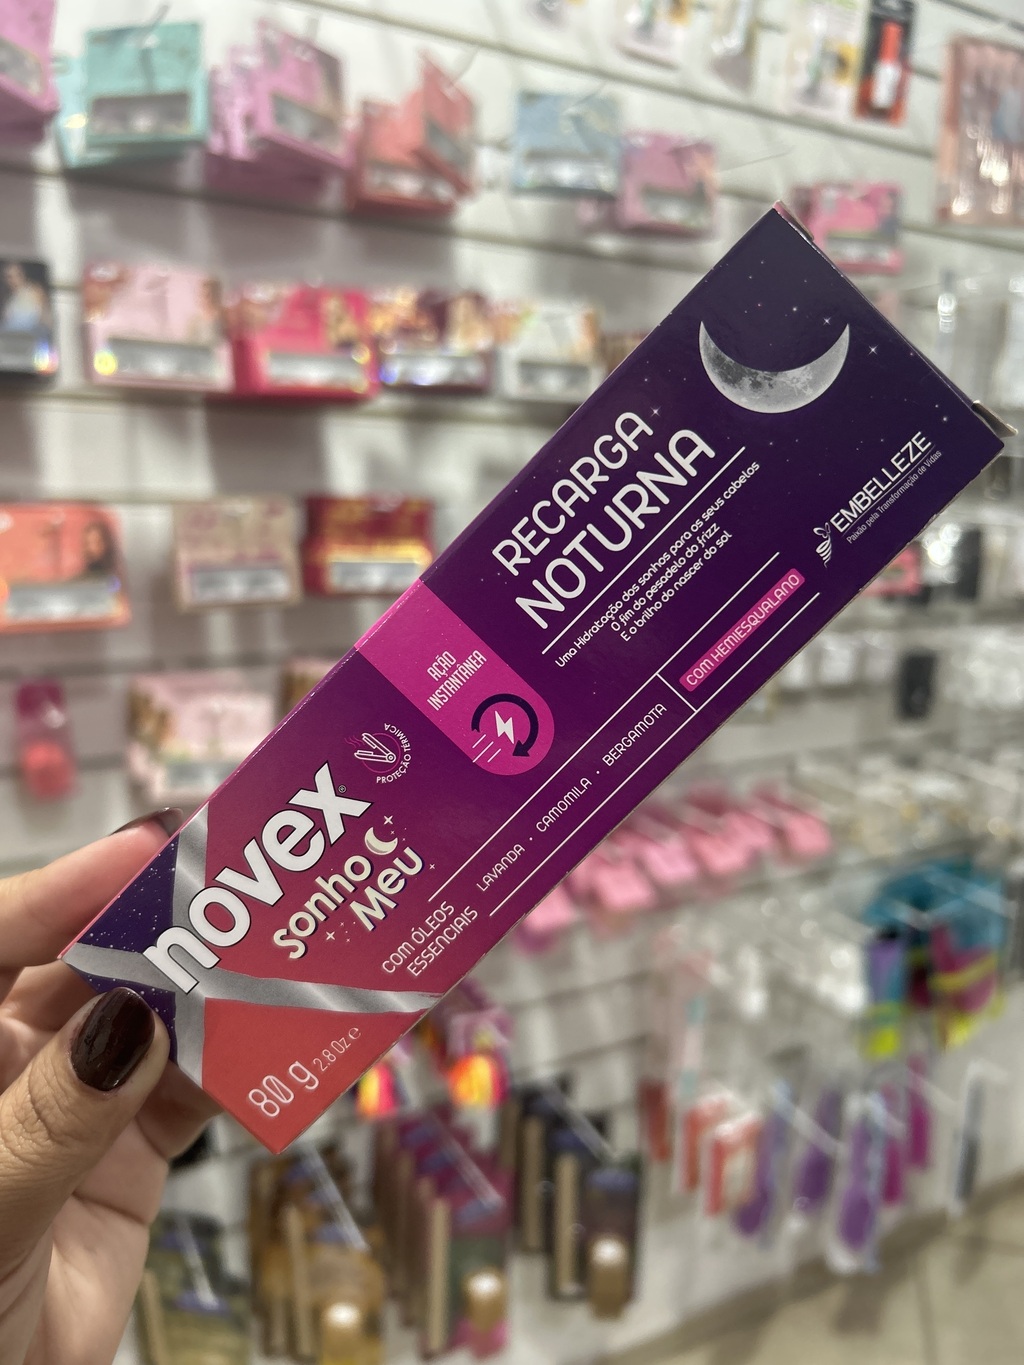 RECARGA
NOTURNA
Uma Hidratação dos sonhos para os seus cabelos
O fim do pesadelo do frizz
E o brilho do nascer do sol
EMBELLEZE
Paixão pela Transformação de Vidas
COM HEMIESQUALANO
AÇÃO
INSTANTÂNEA
PROTEÇÃO TÉRMICA
novex®
Sonho
Meu
COM ÓLEOS
ESSENCIAIS
LAVANDA · CAMOMILA · BERGAMOTA
80 g 2.8 Oz e